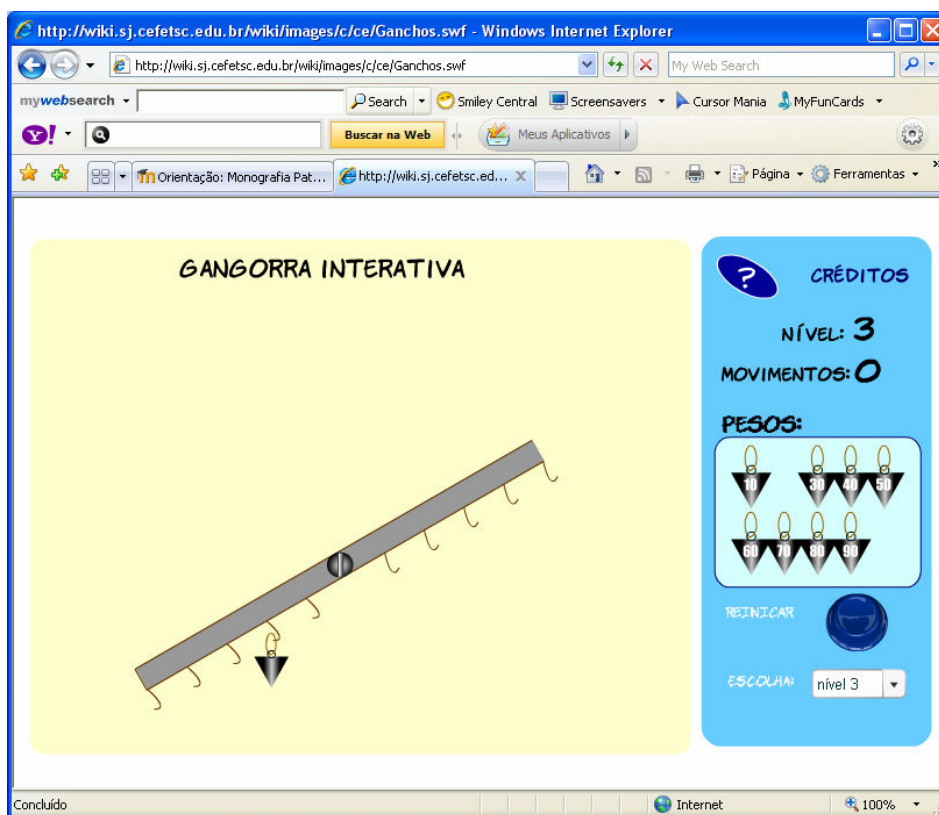 http://wiki.sj.cefetsc.edu.br/wiki/images/c/ce/Ganchos.swf - Windows Internet Explorer
http://wiki.sj.cefetsc.edu.br/wiki/images/c/ce/Ganchos.swf My Web Search
mywebsearch Search Smiley Central Screensavers Cursor Mania MyFunCards
Y! Buscar na Web Meus Aplicativos
Orientação: Monografia Pat... http://wiki.sj.cefetsc.ed... X Página Ferramentas »
GANGORRA INTERATIVA
? CRÉDITOS
NÍVEL: 3
MOVIMENTOS: 0
PESOS:
10 30 40 50
60 70 80 90
REINICAR
ESCOLHA: nível 3
Concluído Internet 100%